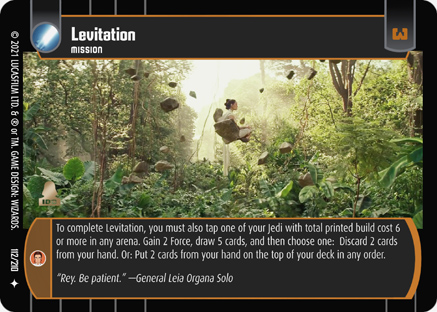 Levitation
MISSION
3
To complete Levitation, you must also tap one of your Jedi with total printed build cost 6
or more in any arena. Gain 2 Force, draw 5 cards, and then choose one: Discard 2 cards
from your hand. Or: Put 2 cards from your hand on the top of your deck in any order.
"Rey. Be patient." —General Leia Organa Solo
© 2021 LUCASFILM LTD. & ® or TM. GAME DESIGN: WIZARDS.
112/210